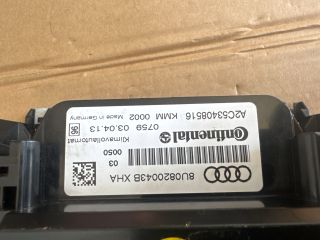 8U0820043B XHA
03
0050
Klimavollautomat
Continental
0759 03.04.13
A2C53408516 KMM 0002
Made in Germany